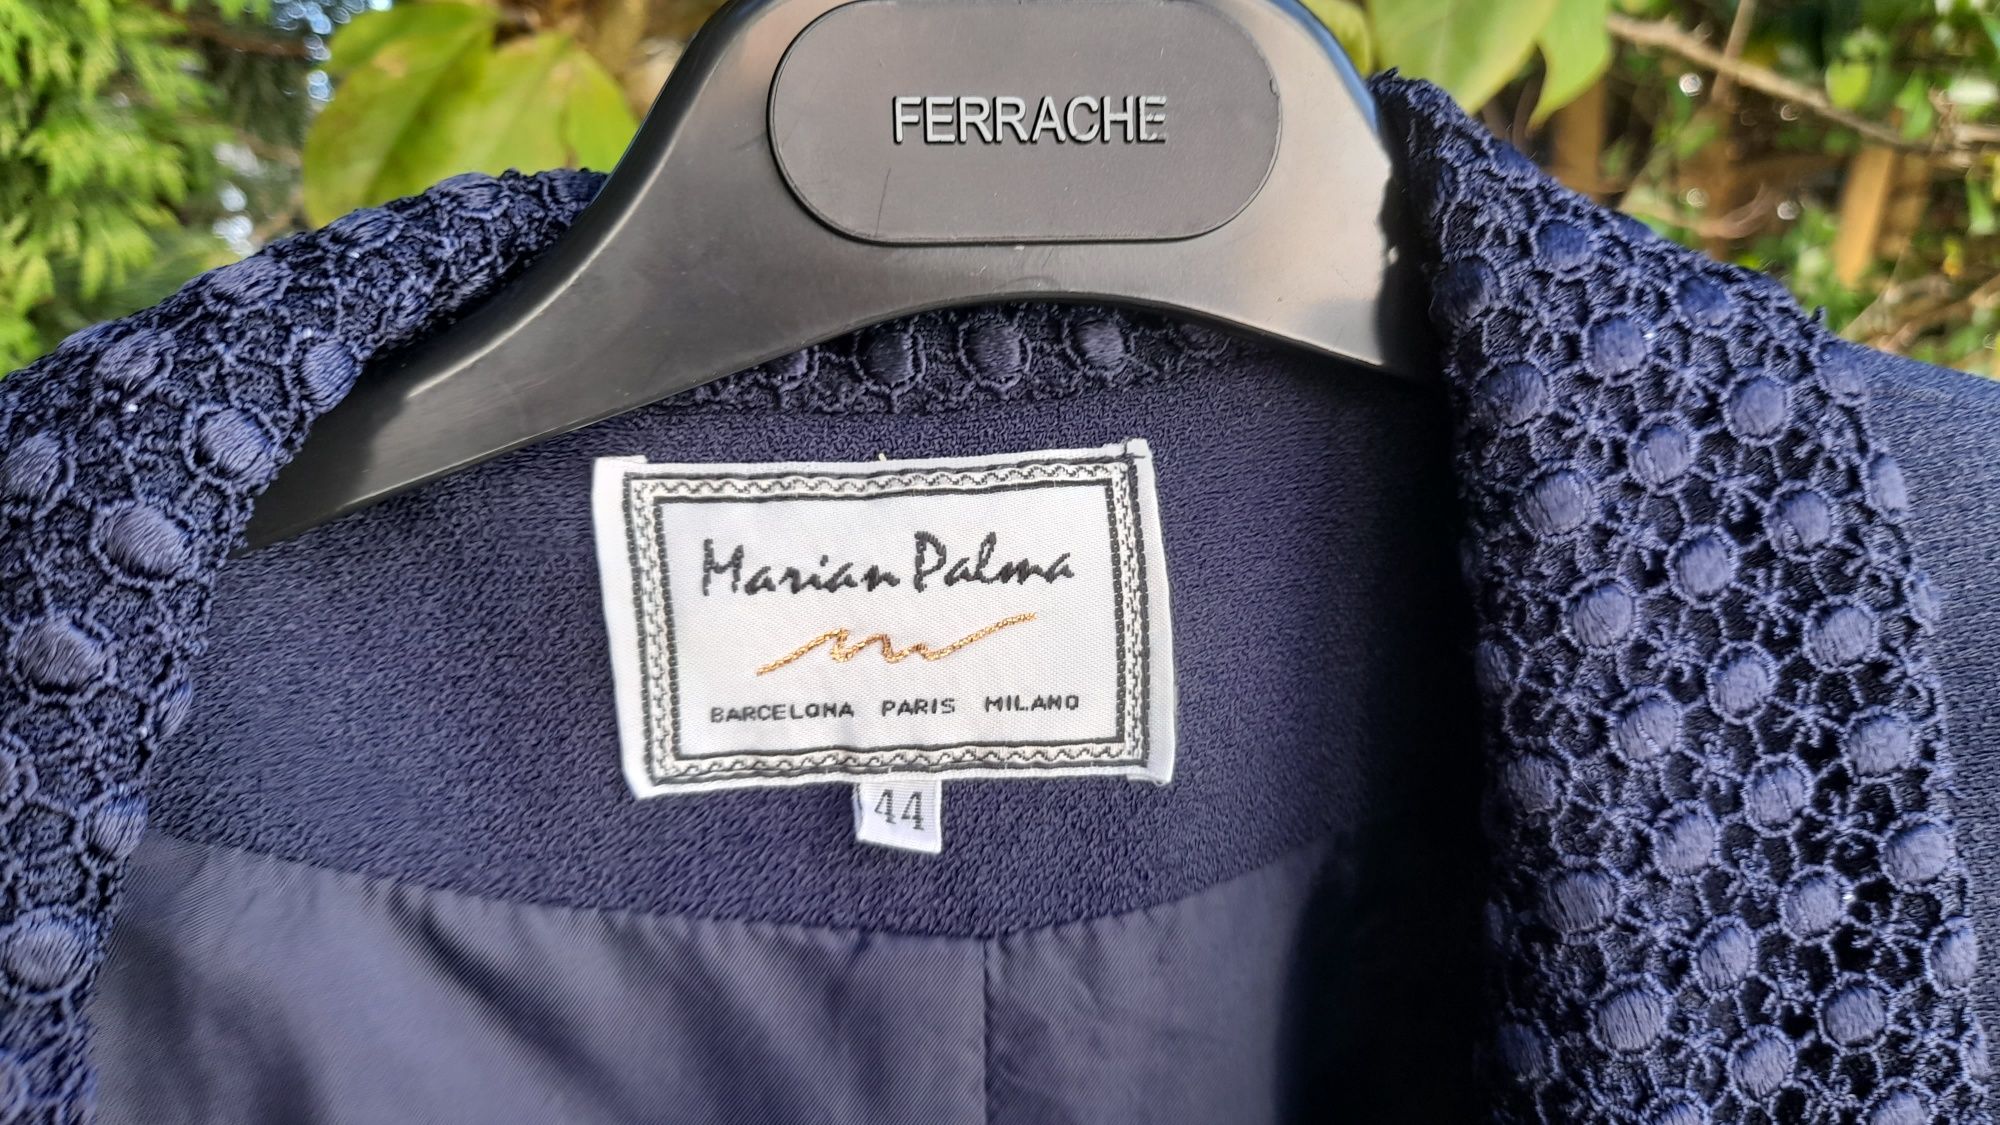 FERRACHE
Marian Palma
BARCELONA PARIS MILANO
44